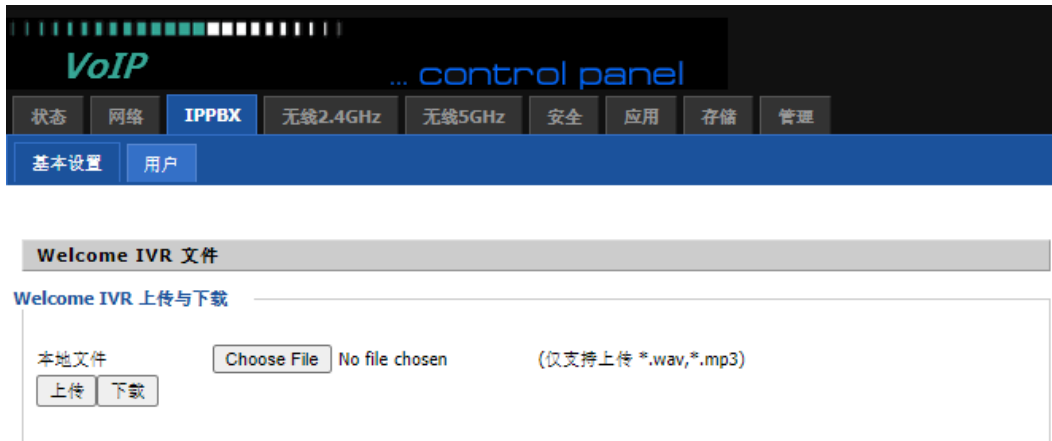 VoIP
... control panel
状态 网络 IPPBX 无线2.4GHz 无线5GHz 安全 应用 存储 管理
基本设置 用户
Welcome IVR 文件
Welcome IVR 上传与下载
本地文件 Choose File No file chosen (仅支持上传 *.wav,*.mp3)
上传 下载